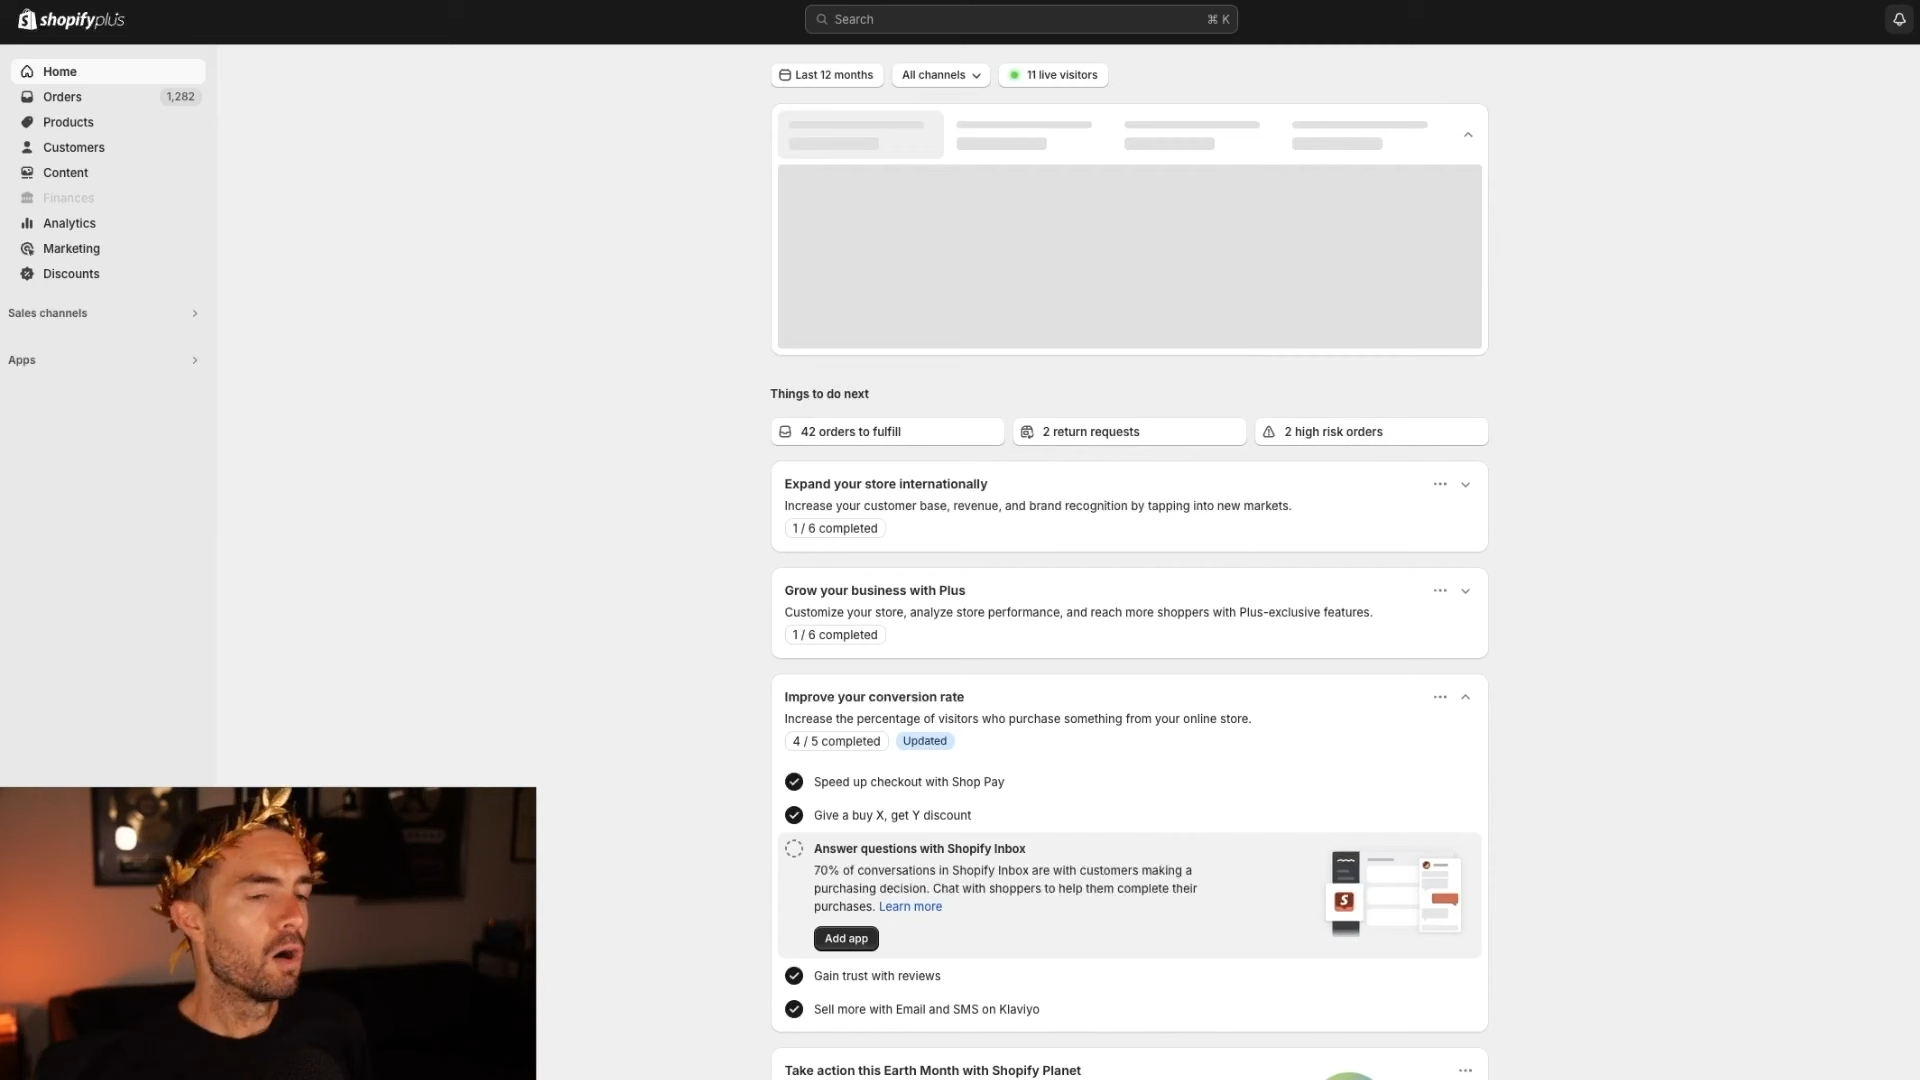 shopifyplus
Search
⌘ K
Home
Orders
1,282
Products
Customers
Content
Finances
Analytics
Marketing
Discounts
Sales channels
Apps
Last 12 months
All channels
11 live visitors
Things to do next
42 orders to fulfill
2 return requests
2 high risk orders
Expand your store internationally
Increase your customer base, revenue, and brand recognition by tapping into new markets.
1 / 6 completed
Grow your business with Plus
Customize your store, analyze store performance, and reach more shoppers with Plus-exclusive features.
1 / 6 completed
Improve your conversion rate
Increase the percentage of visitors who purchase something from your online store.
4 / 5 completed
Updated
Speed up checkout with Shop Pay
Give a buy X, get Y discount
Answer questions with Shopify Inbox
70% of conversations in Shopify Inbox are with customers making a
purchasing decision. Chat with shoppers to help them complete their
purchases. Learn more
Add app
Gain trust with reviews
Sell more with Email and SMS on Klaviyo
Take action this Earth Month with Shopify Planet